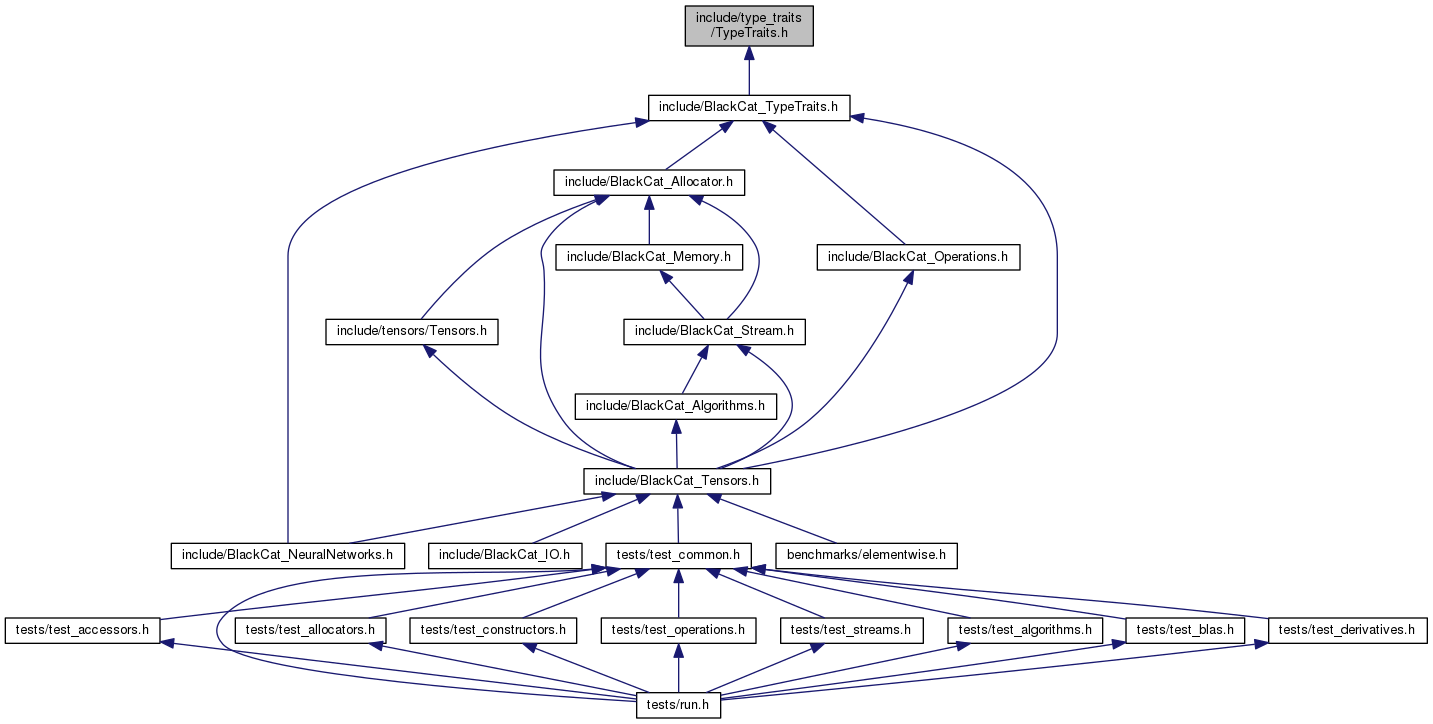 include/type_traits
/TypeTraits.h
include/BlackCat_TypeTraits.h
include/BlackCat_Allocator.h
include/BlackCat_Memory.h
include/BlackCat_Operations.h
include/tensors/Tensors.h
include/BlackCat_Stream.h
include/BlackCat_Algorithms.h
include/BlackCat_Tensors.h
include/BlackCat_NeuralNetworks.h
include/BlackCat_IO.h
tests/test_common.h
benchmarks/elementwise.h
tests/test_accessors.h
tests/test_allocators.h
tests/test_constructors.h
tests/test_operations.h
tests/test_streams.h
tests/test_algorithms.h
tests/test_blas.h
tests/test_derivatives.h
tests/run.h